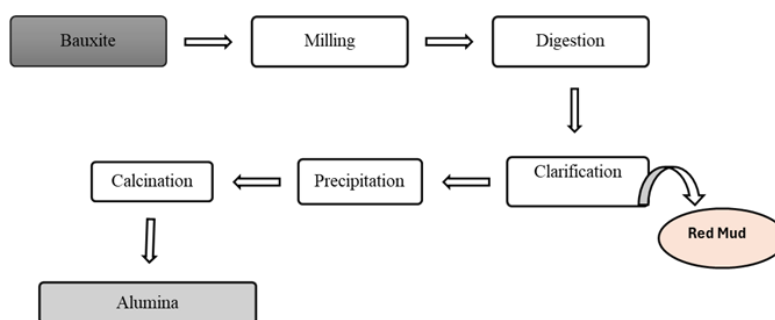 Bauxite
Milling
Digestion
Clarification
Precipitation
Calcination
Red Mud
Alumina